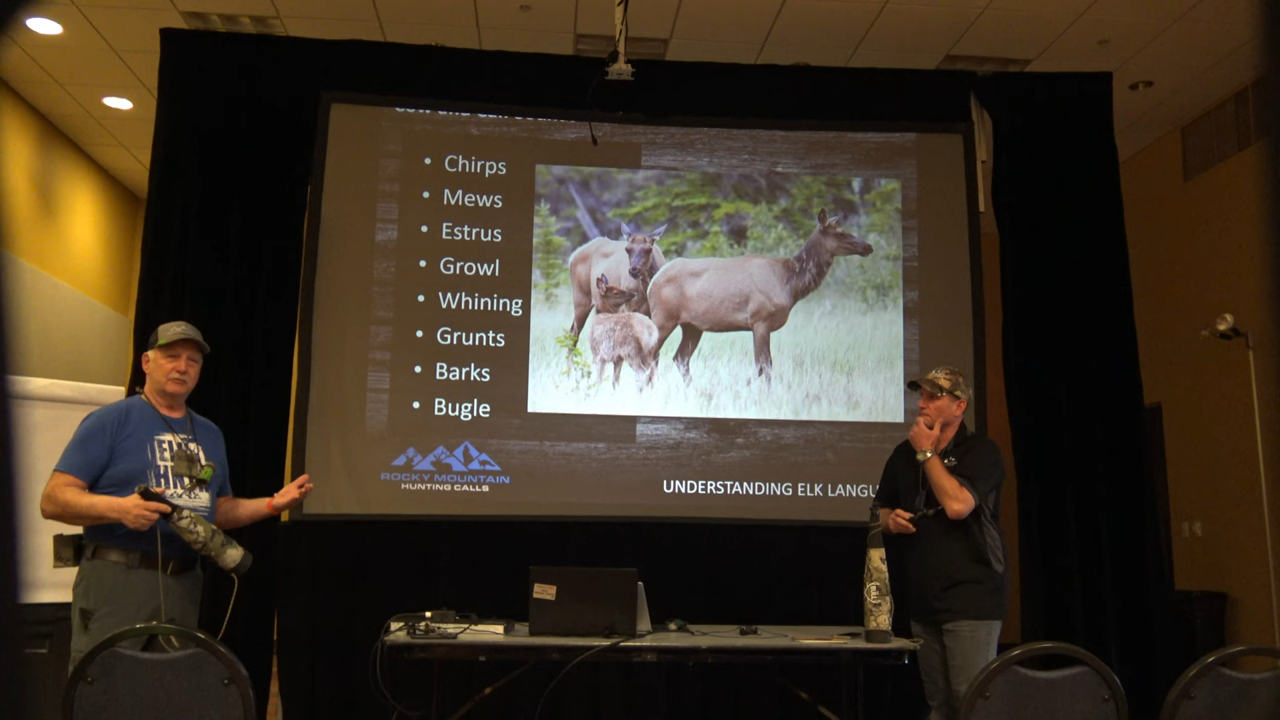 • Chirps
• Mews
• Estrus
• Growl
• Whining
• Grunts
• Barks
• Bugle
ROCKY MOUNTAIN
HUNTING CALLS
UNDERSTANDING ELK LANGU